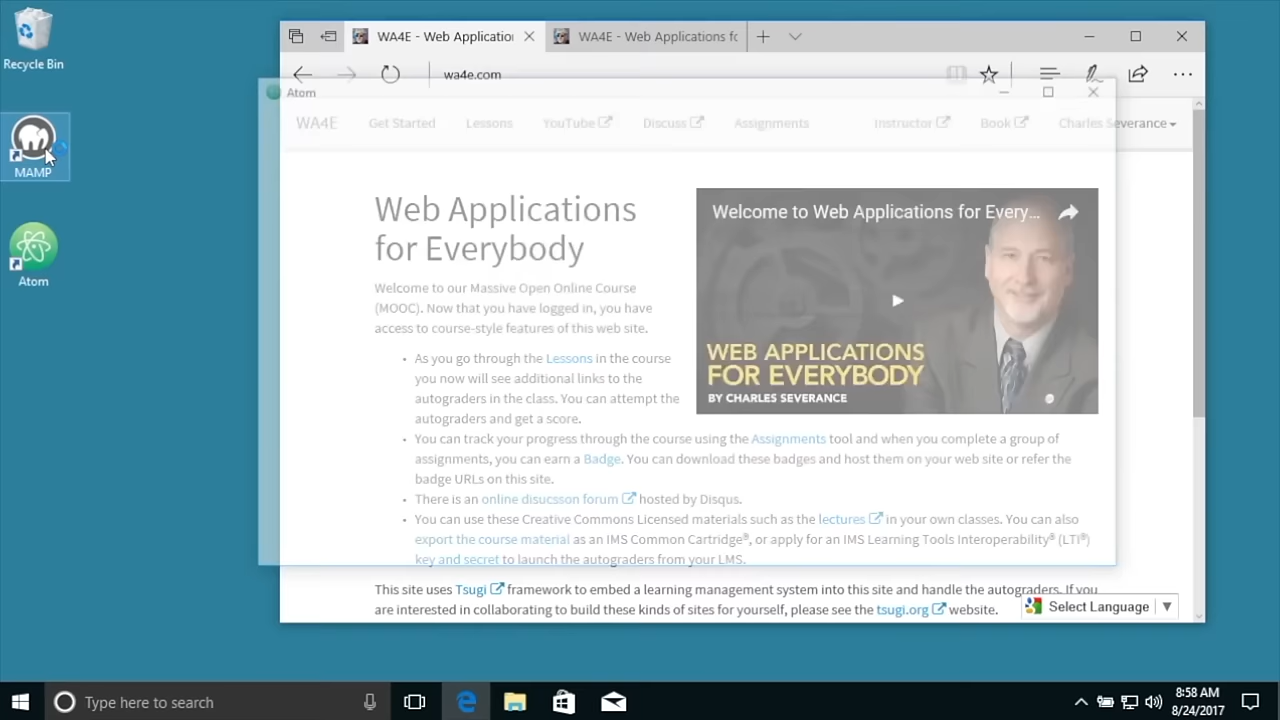 Recycle Bin
MAMP
Atom
WA4E - Web Application
WA4E - Web Applications fo
wa4e.com
Atom
WA4E Get Started Lessons YouTube Discuss Assignments Instructor Book Charles Severance
Web Applications
for Everybody
Welcome to our Massive Open Online Course
(MOOC). Now that you have logged in, you have
access to course-style features of this web site.
• As you go through the Lessons in the course
you now will see additional links to the
autograders in the class. You can attempt the
autograders and get a score.
• You can track your progress through the course using the Assignments tool and when you complete a group of
assignments, you can earn a Badge. You can download these badges and host them on your web site or refer the
badge URLs on this site.
• There is an online disucsson forum hosted by Disqus.
• You can use these Creative Commons Licensed materials such as the lectures in your own classes. You can also
export the course material as an IMS Common Cartridge®, or apply for an IMS Learning Tools Interoperability® (LTI®)
key and secret to launch the autograders from your LMS.
Welcome to Web Applications for Every...
WEB APPLICATIONS
FOR EVERYBODY
BY CHARLES SEVERANCE
This site uses Tsugi framework to embed a learning management system into this site and handle the autograders. If you
are interested in collaborating to build these kinds of sites for yourself, please see the tsugi.org website.
Select Language
Type here to search
8:58 AM
8/24/2017